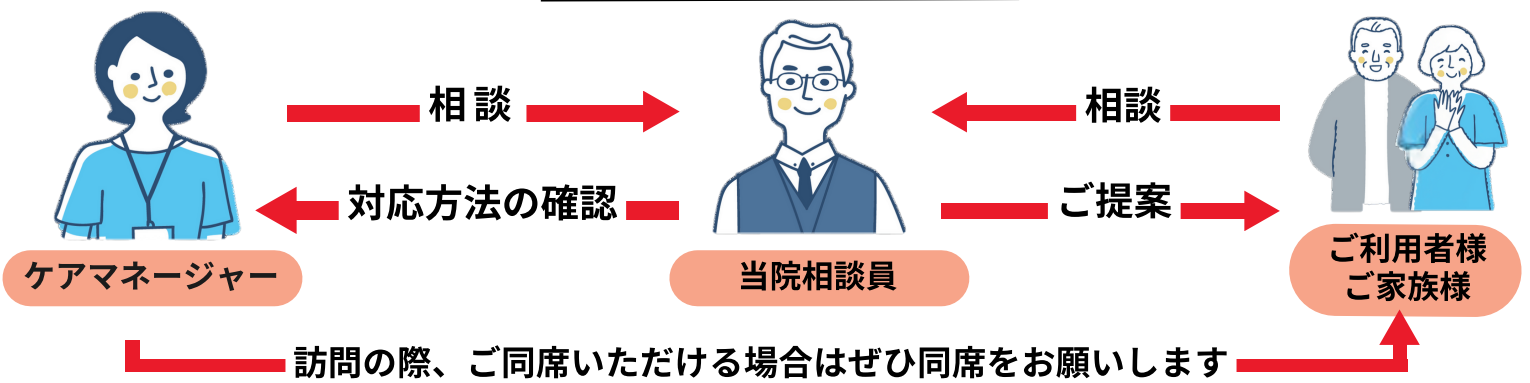 相談
相談
対応方法の確認
ご提案
ケアマネージャー
当院相談員
ご利用者様
ご家族様
訪問の際、ご同席いただける場合はぜひ同席をお願いします